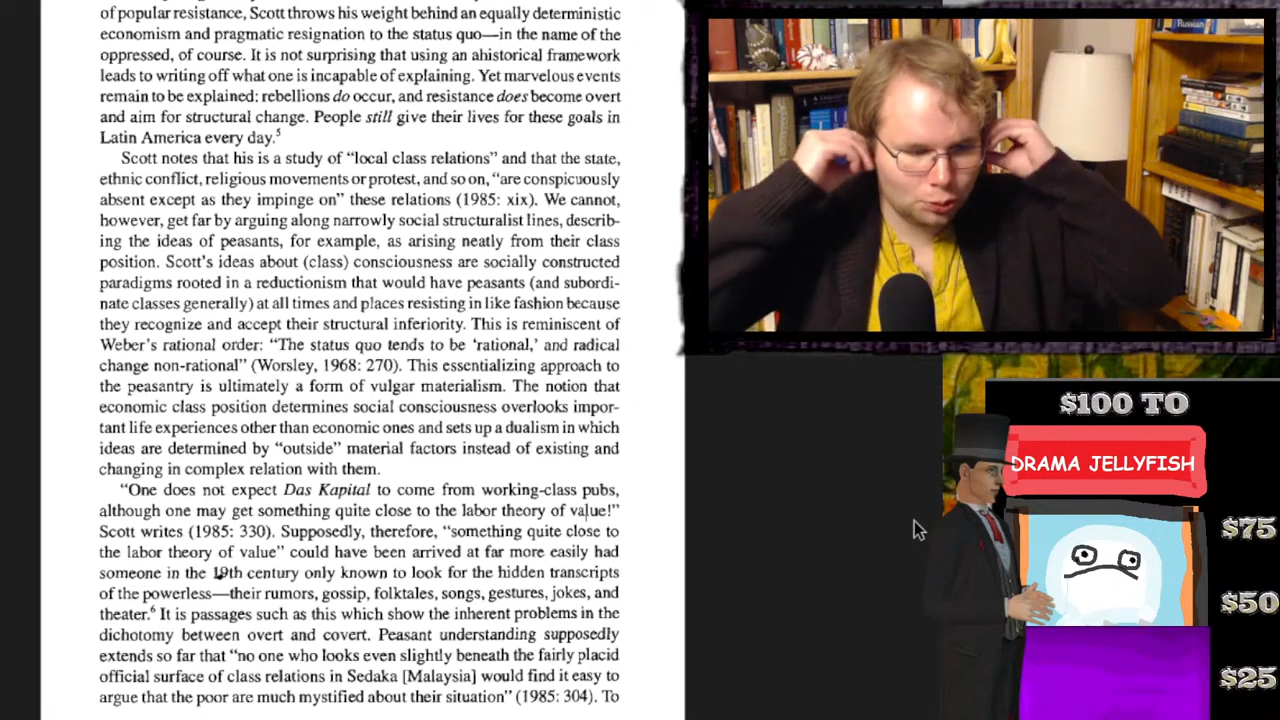 of popular resistance, Scott throws his weight behind an equally deterministic
economism and pragmatic resignation to the status quo—in the name of the
oppressed, of course. It is not surprising that using an ahistorical framework
leads to writing off what one is incapable of explaining. Yet marvelous events
remain to be explained: rebellions do occur, and resistance does become overt
and aim for structural change. People still give their lives for these goals in
Latin America every day.5
Scott notes that his is a study of “local class relations” and that the state,
ethnic conflict, religious movements or protest, and so on, “are conspicuously
absent except as they impinge on” these relations (1985: xix). We cannot,
however, get far by arguing along narrowly social structuralist lines, describ-
ing the ideas of peasants, for example, as arising neatly from their class
position. Scott's ideas about (class) consciousness are socially constructed
paradigms rooted in a reductionism that would have peasants (and subordi-
nate classes generally) at all times and places resisting in like fashion because
they recognize and accept their structural inferiority. This is reminiscent of
Weber's rational order: “The status quo tends to be ‘rational,’ and radical
change non-rational” (Worsley, 1968: 270). This essentializing approach to
the peasantry is ultimately a form of vulgar materialism. The notion that
economic class position determines social consciousness overlooks impor-
tant life experiences other than economic ones and sets up a dualism in which
ideas are determined by “outside” material factors instead of existing and
changing in complex relation with them.
“One does not expect Das Kapital to come from working-class pubs,
although one may get something quite close to the labor theory of value!”
Scott writes (1985: 330). Supposedly, therefore, “something quite close to
the labor theory of value” could have been arrived at far more easily had
someone in the 19th century only known to look for the hidden transcripts
of the powerless—their rumors, gossip, folktales, songs, gestures, jokes, and
theater.6 It is passages such as this which show the inherent problems in the
dichotomy between overt and covert. Peasant understanding supposedly
extends so far that “no one who looks even slightly beneath the fairly placid
official surface of class relations in Sedaka [Malaysia] would find it easy to
argue that the poor are much mystified about their situation” (1985: 304). To
Russian
$100 TO
DRAMA JELLYFISH
$75
$50
$25